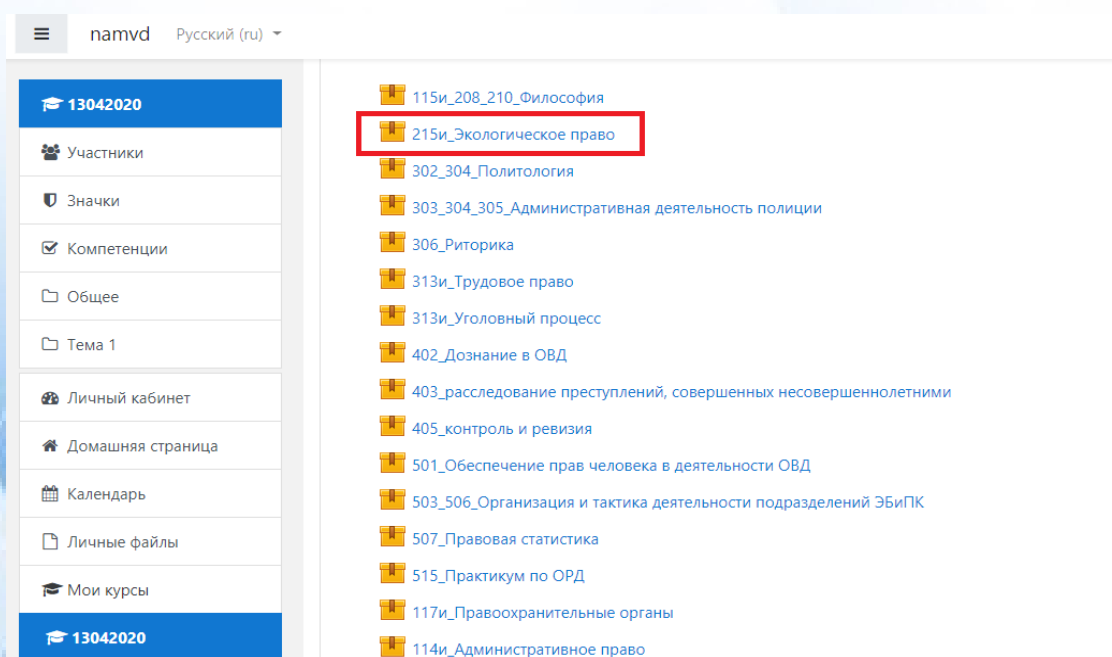 namvd Русский (ru)
13042020
Участники
Значки
Компетенции
Общее
Тема 1
Личный кабинет
Домашняя страница
Календарь
Личные файлы
Мои курсы
13042020
115и_208_210_Философия
215и_Экологическое право
302_304_Политология
303_304_305_Административная деятельность полиции
306_Риторика
313и_Трудовое право
313и_Уголовный процесс
402_Дознание в ОВД
403_расследование преступлений, совершенных несовершеннолетними
405_контроль и ревизия
501_Обеспечение прав человека в деятельности ОВД
503_506_Организация и тактика деятельности подразделений ЭБиПК
507_Правовая статистика
515_Практикум по ОРД
117и_Правоохранительные органы
114и_Административное право